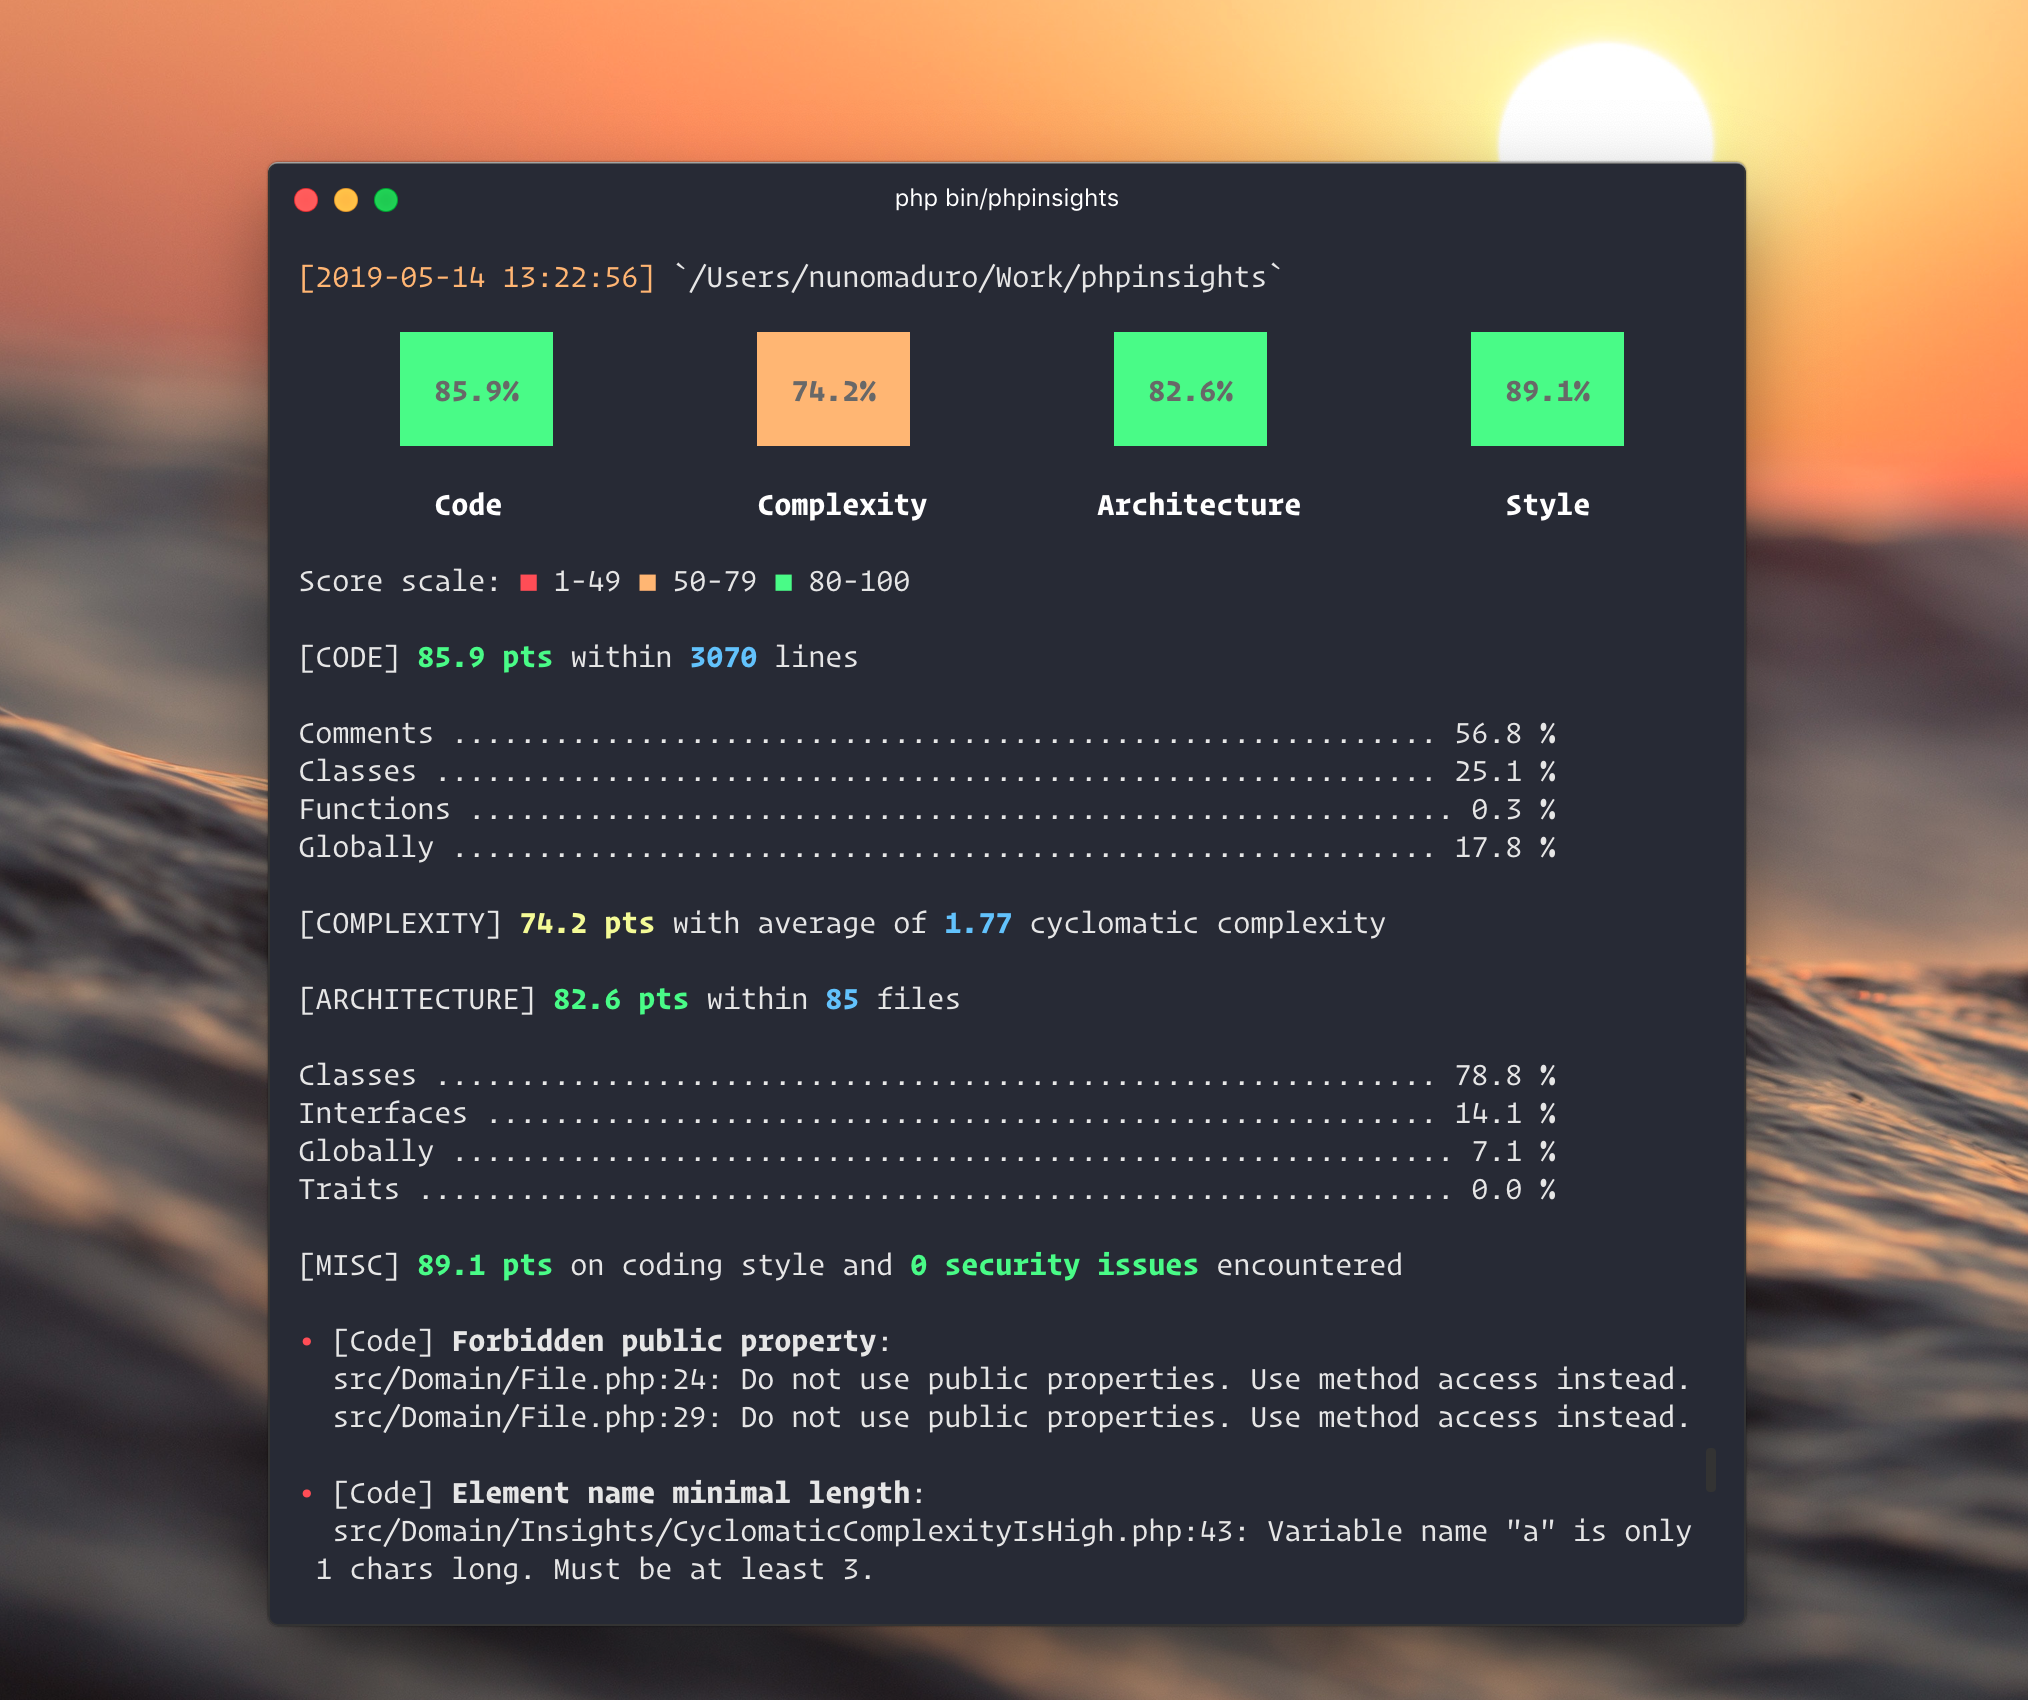 php bin/phpinsights
[2019-05-14 13:22:56] `/Users/nunomaduro/Work/phpinsights`
85.9% 74.2% 82.6% 89.1%
Code Complexity Architecture Style
Score scale: ■ 1-49 ■ 50-79 ■ 80-100
[CODE] 85.9 pts within 3070 lines
Comments .......................................................... 56.8 %
Classes ........................................................... 25.1 %
Functions .......................................................... 0.3 %
Globally .......................................................... 17.8 %
[COMPLEXITY] 74.2 pts with average of 1.77 cyclomatic complexity
[ARCHITECTURE] 82.6 pts within 85 files
Classes ........................................................... 78.8 %
Interfaces ........................................................ 14.1 %
Globally ........................................................... 7.1 %
Traits ............................................................. 0.0 %
[MISC] 89.1 pts on coding style and 0 security issues encountered
• [Code] Forbidden public property:
src/Domain/File.php:24: Do not use public properties. Use method access instead.
src/Domain/File.php:29: Do not use public properties. Use method access instead.
• [Code] Element name minimal length:
src/Domain/Insights/CyclomaticComplexityIsHigh.php:43: Variable name "a" is only
1 chars long. Must be at least 3.